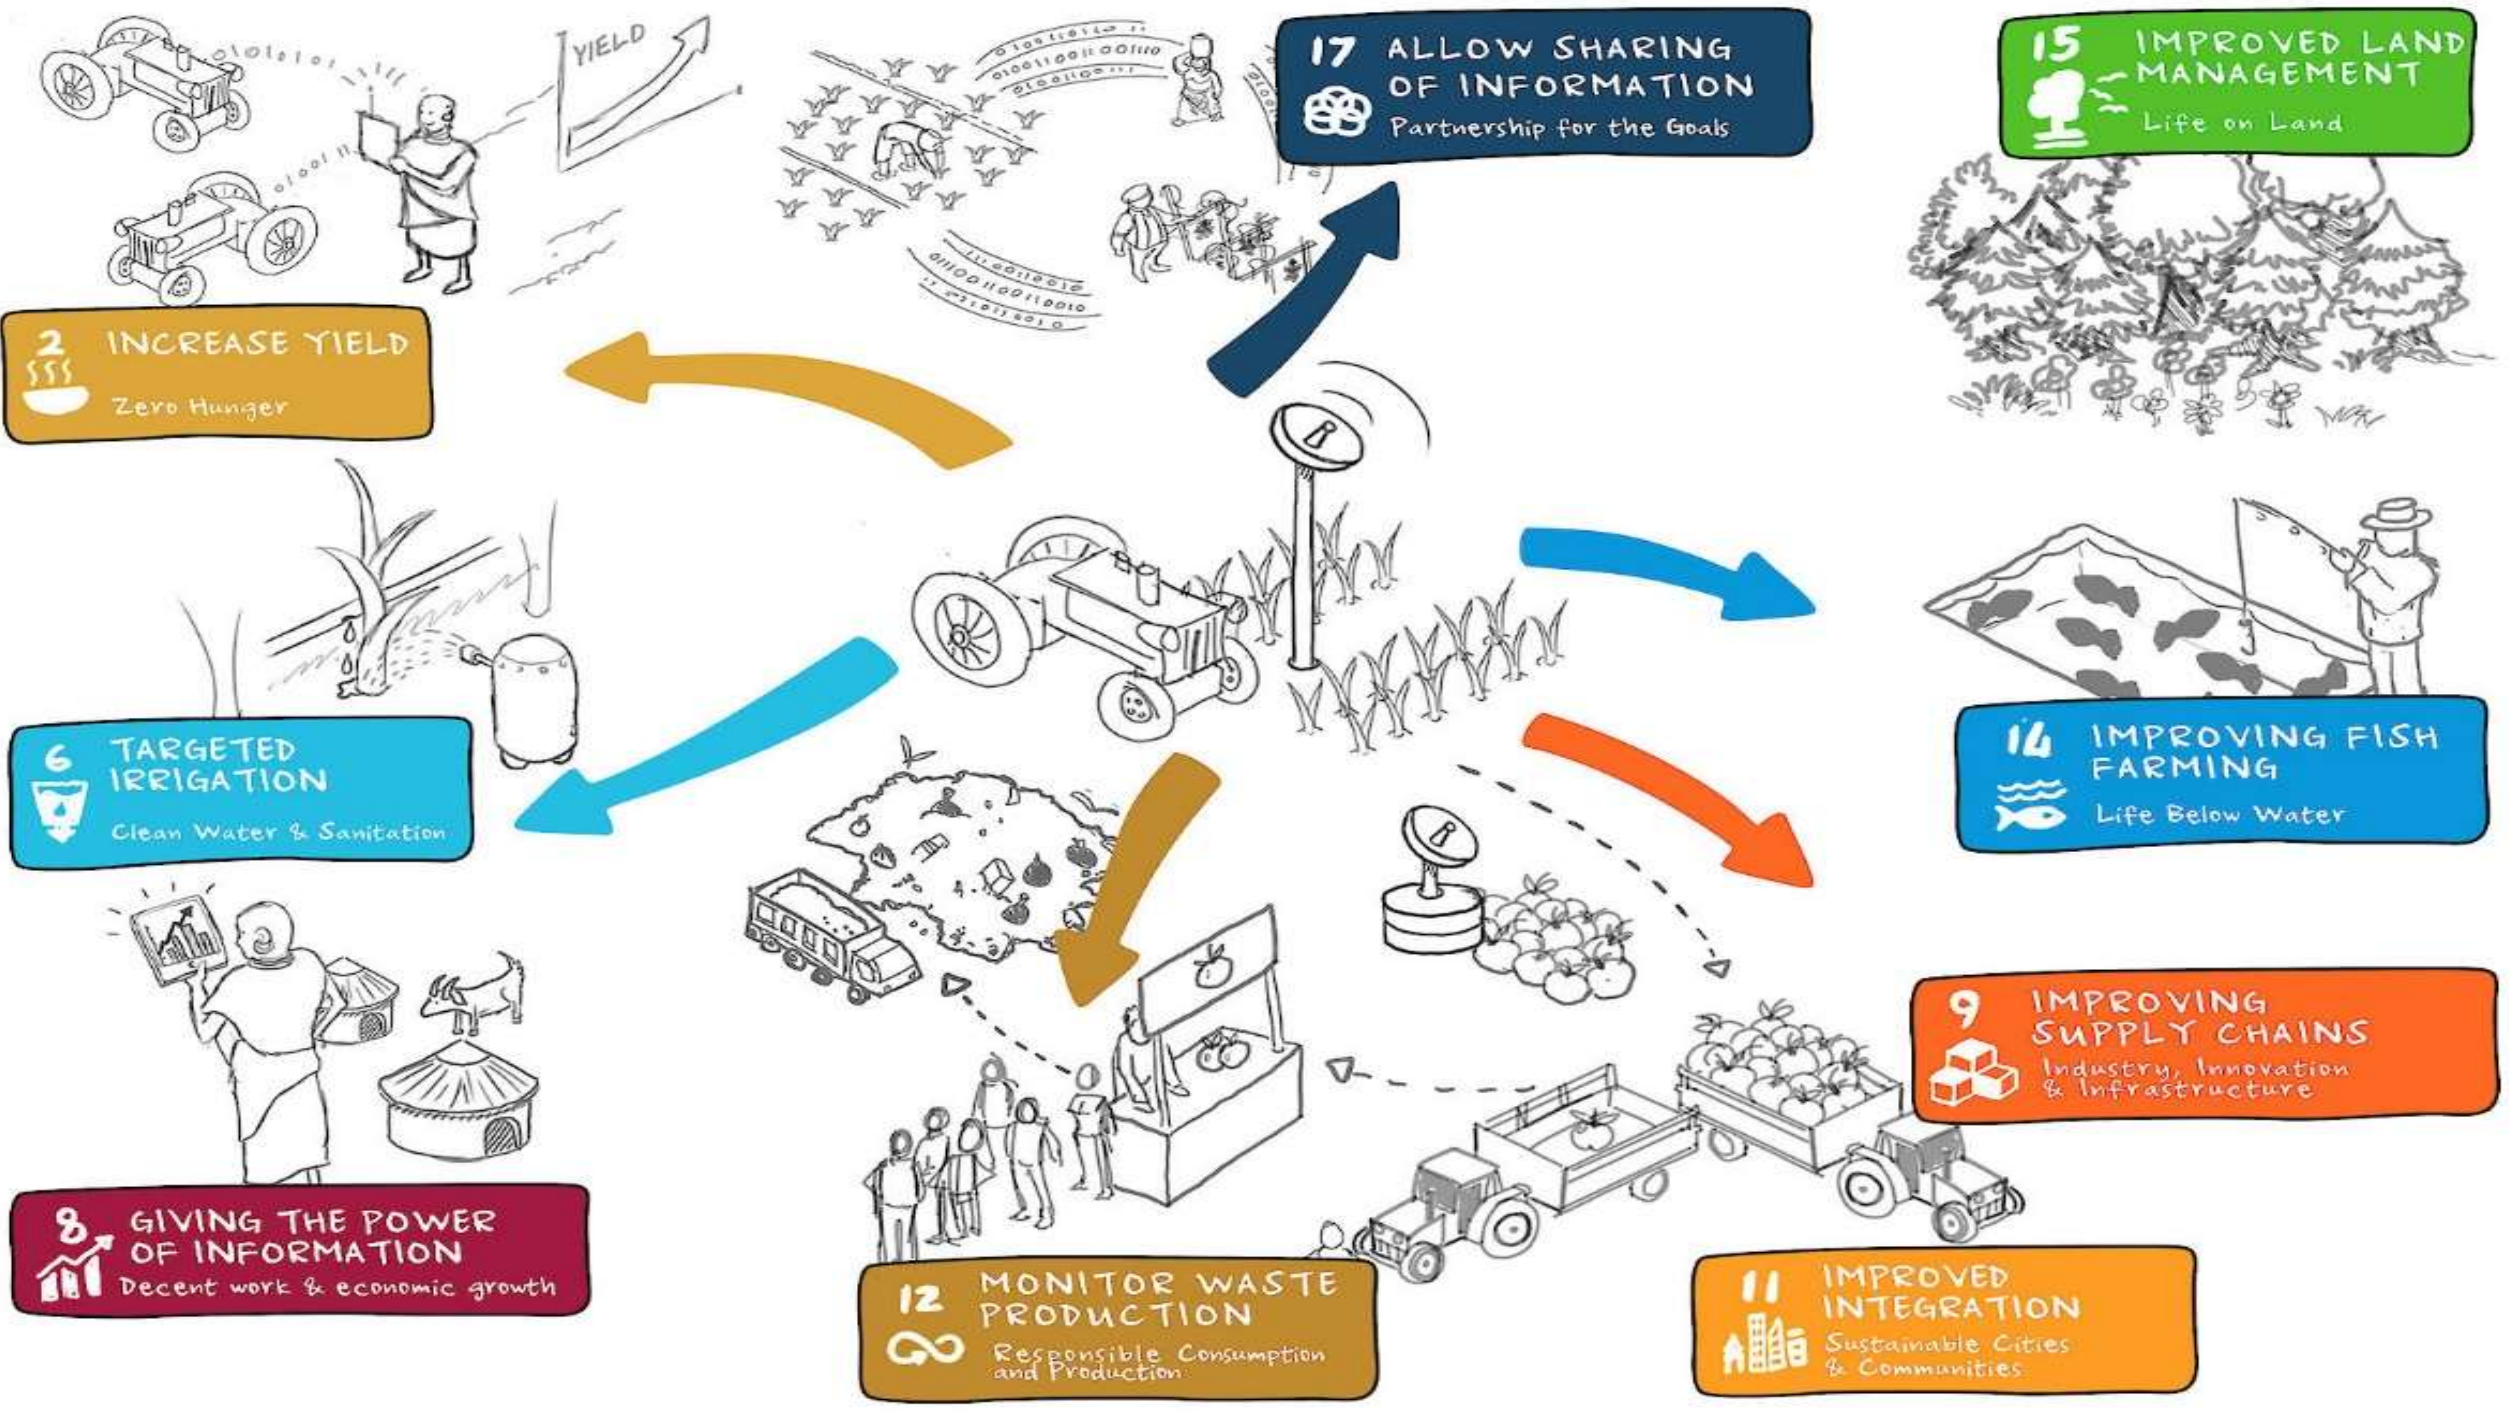 YIELD
17 ALLOW SHARING
OF INFORMATION
Partnership for the Goals
15 IMPROVED LAND
MANAGEMENT
Life on Land
2 INCREASE YIELD
Zero Hunger
6 TARGETED
IRRIGATION
Clean Water & Sanitation
14 IMPROVING FISH
FARMING
Life Below Water
9 IMPROVING
SUPPLY CHAINS
Industry, Innovation
& Infrastructure
8 GIVING THE POWER
OF INFORMATION
Decent work & economic growth
12 MONITOR WASTE
PRODUCTION
Responsible Consumption
and Production
11 IMPROVED
INTEGRATION
Sustainable Cities
& Communities